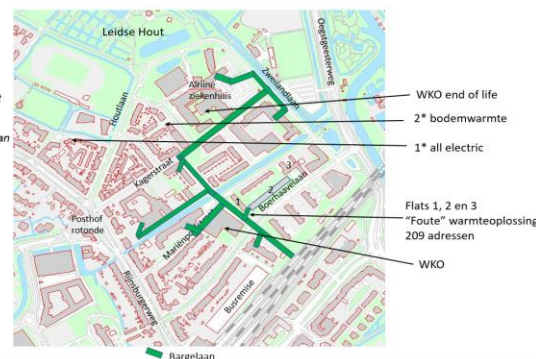 Leidse Hout
Oegstgeesterweg
Alrijne
ziekenhuis
Zweilandlaan
Houtlaan
Kagerstraat
Boerhaavelaan
1
2
3
Posthof
rotonde
Rijnsburgerweg
Busremise
Bargelaan
WKO end of life
2* bodemwarmte
1* all electric
Flats 1, 2 en 3
"Foute" warmteoplossing
209 adressen
WKO